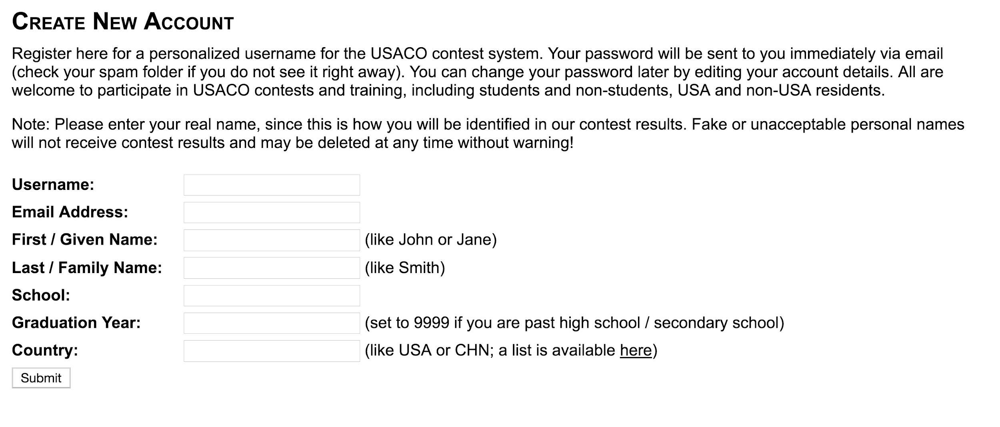 Create New Account
Register here for a personalized username for the USACO contest system. Your password will be sent to you immediately via email
(check your spam folder if you do not see it right away). You can change your password later by editing your account details. All are
welcome to participate in USACO contests and training, including students and non-students, USA and non-USA residents.
Note: Please enter your real name, since this is how you will be identified in our contest results. Fake or unacceptable personal names
will not receive contest results and may be deleted at any time without warning!
Username:
Email Address:
First / Given Name: (like John or Jane)
Last / Family Name: (like Smith)
School:
Graduation Year: (set to 9999 if you are past high school / secondary school)
Country: (like USA or CHN; a list is available here)
Submit